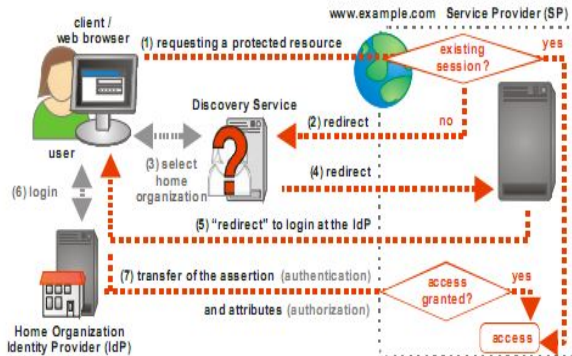 client /
web browser
www.example.com Service Provider (SP)
(1) requesting a protected resource
existing
session?
yes
Discovery Service
(2) redirect
no
user
(3) select
home
organization
?
(4) redirect
(6) login
(5) "redirect" to login at the IdP
(7) transfer of the assertion (authentication)
and attributes (authorization)
access
granted?
yes
access
Home Organization
Identity Provider (IdP)